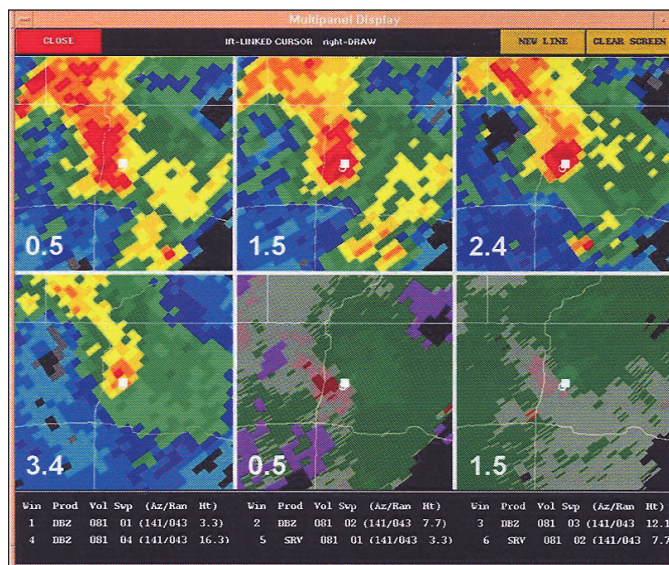 Multipanel Display
CLOSE lft-LINKED CURSOR right-DRAW NEW LINE CLEAR SCREEN
0.5 1.5 2.4
3.4 0.5 1.5
Win Prod Vol Swp (Az/Ran Ht) Win Prod Vol Swp (Az/Ran Ht) Win Prod Vol Swp (Az/Ran Ht)
1 DBZ 081 01 (141/043 3.3) 2 DBZ 081 02 (141/043 7.7) 3 DBZ 081 03 (141/043 12.1
4 DBZ 081 04 (141/043 16.3) 5 SRV 081 01 (141/043 3.3) 6 SRV 081 02 (141/043 7.7